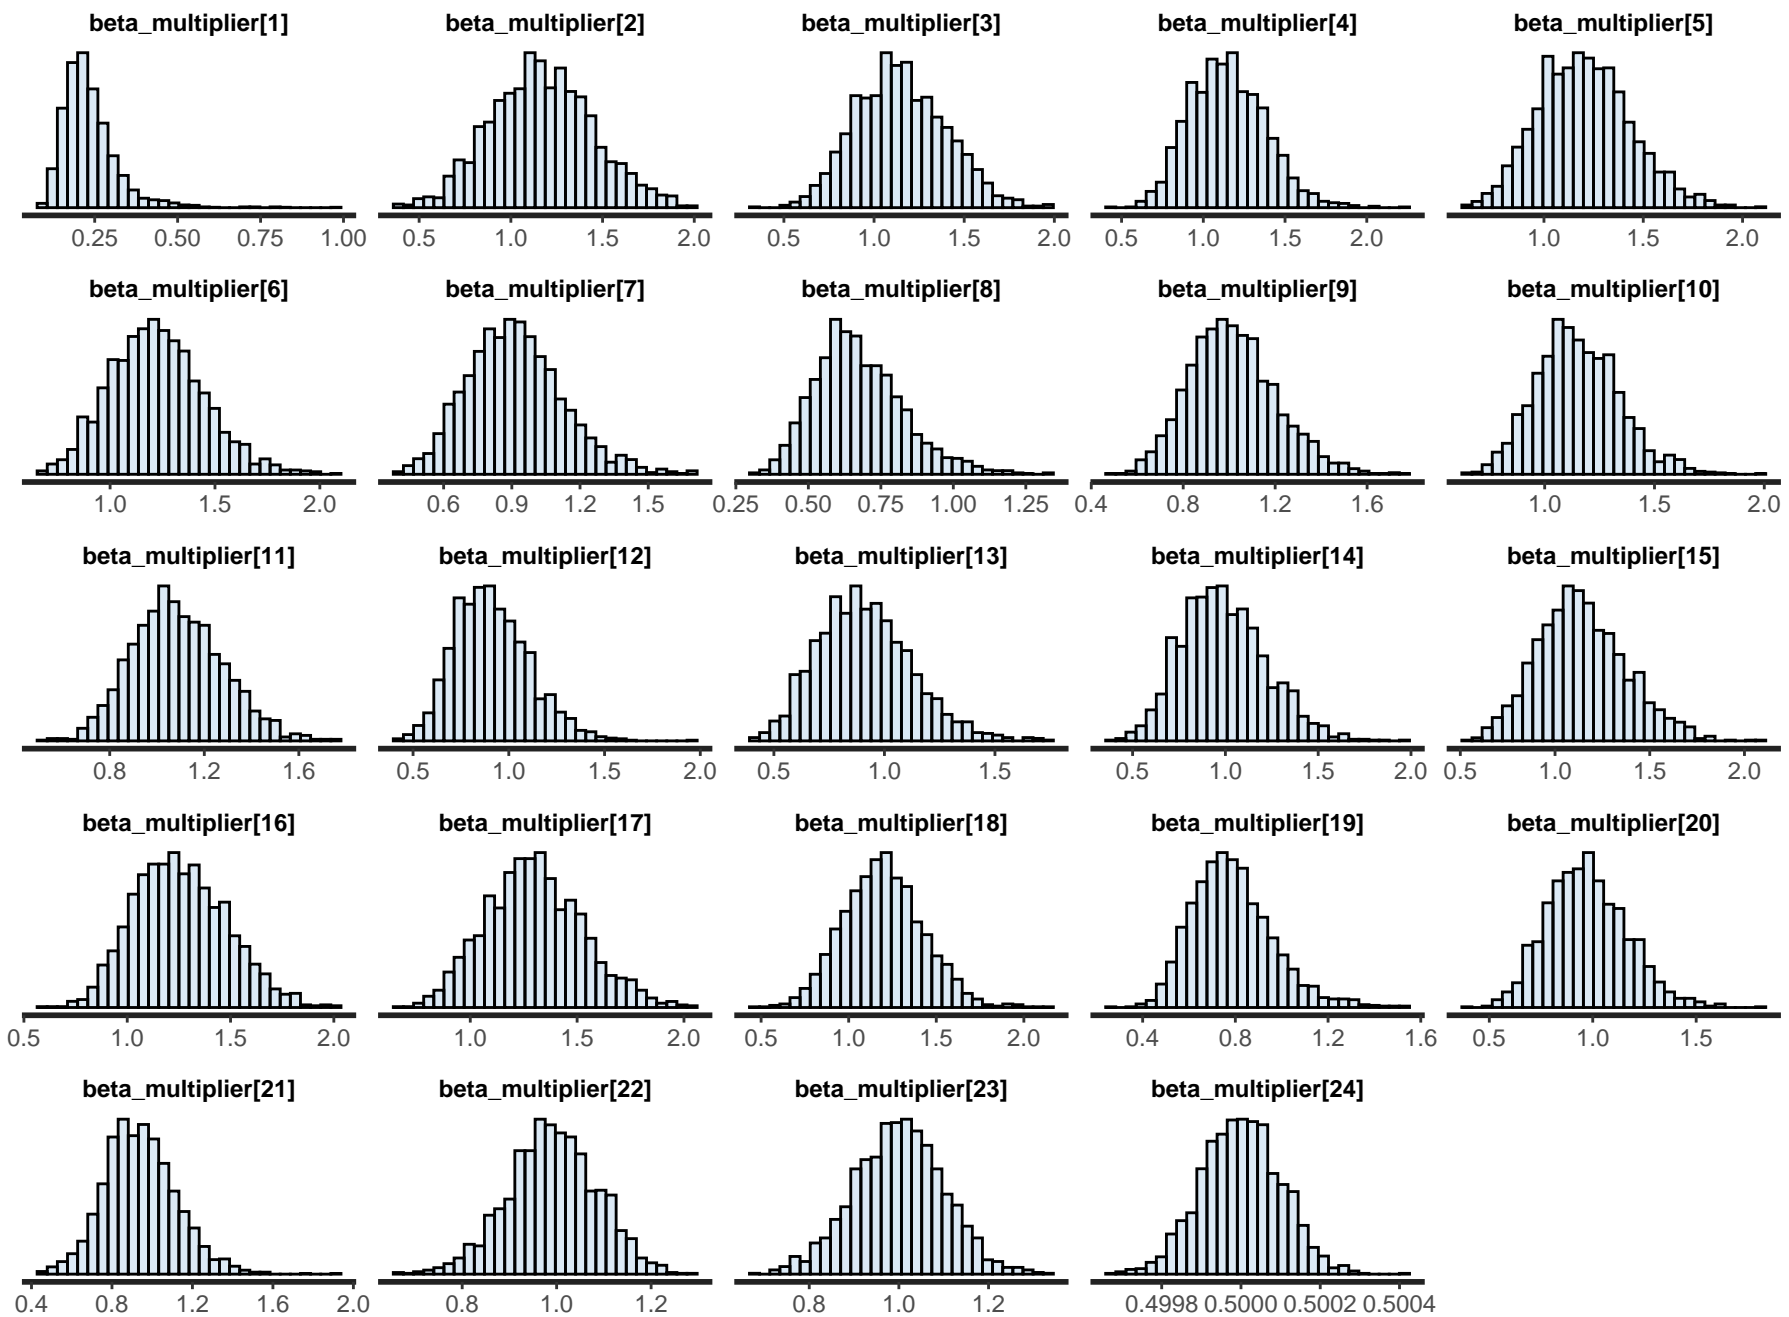 beta_multiplier[1] beta_multiplier[2] beta_multiplier[3] beta_multiplier[4] beta_multiplier[5]
0.25 0.50 0.75 1.00 0.5 1.0 1.5 2.0 0.5 1.0 1.5 2.0 0.5 1.0 1.5 2.0 1.0 1.5 2.0
beta_multiplier[6] beta_multiplier[7] beta_multiplier[8] beta_multiplier[9] beta_multiplier[10]
1.0 1.5 2.0 0.6 0.9 1.2 1.5 0.25 0.50 0.75 1.00 1.25 0.4 0.8 1.2 1.6 1.0 1.5 2.0
beta_multiplier[11] beta_multiplier[12] beta_multiplier[13] beta_multiplier[14] beta_multiplier[15]
0.8 1.2 1.6 0.5 1.0 1.5 2.0 0.5 1.0 1.5 0.5 1.0 1.5 2.0 0.5 1.0 1.5 2.0
beta_multiplier[16] beta_multiplier[17] beta_multiplier[18] beta_multiplier[19] beta_multiplier[20]
0.5 1.0 1.5 2.0 1.0 1.5 2.0 0.5 1.0 1.5 2.0 0.4 0.8 1.2 1.6 0.5 1.0 1.5
beta_multiplier[21] beta_multiplier[22] beta_multiplier[23] beta_multiplier[24]
0.4 0.8 1.2 1.6 2.0 0.8 1.0 1.2 0.8 1.0 1.2 0.4998 0.5000 0.5002 0.5004